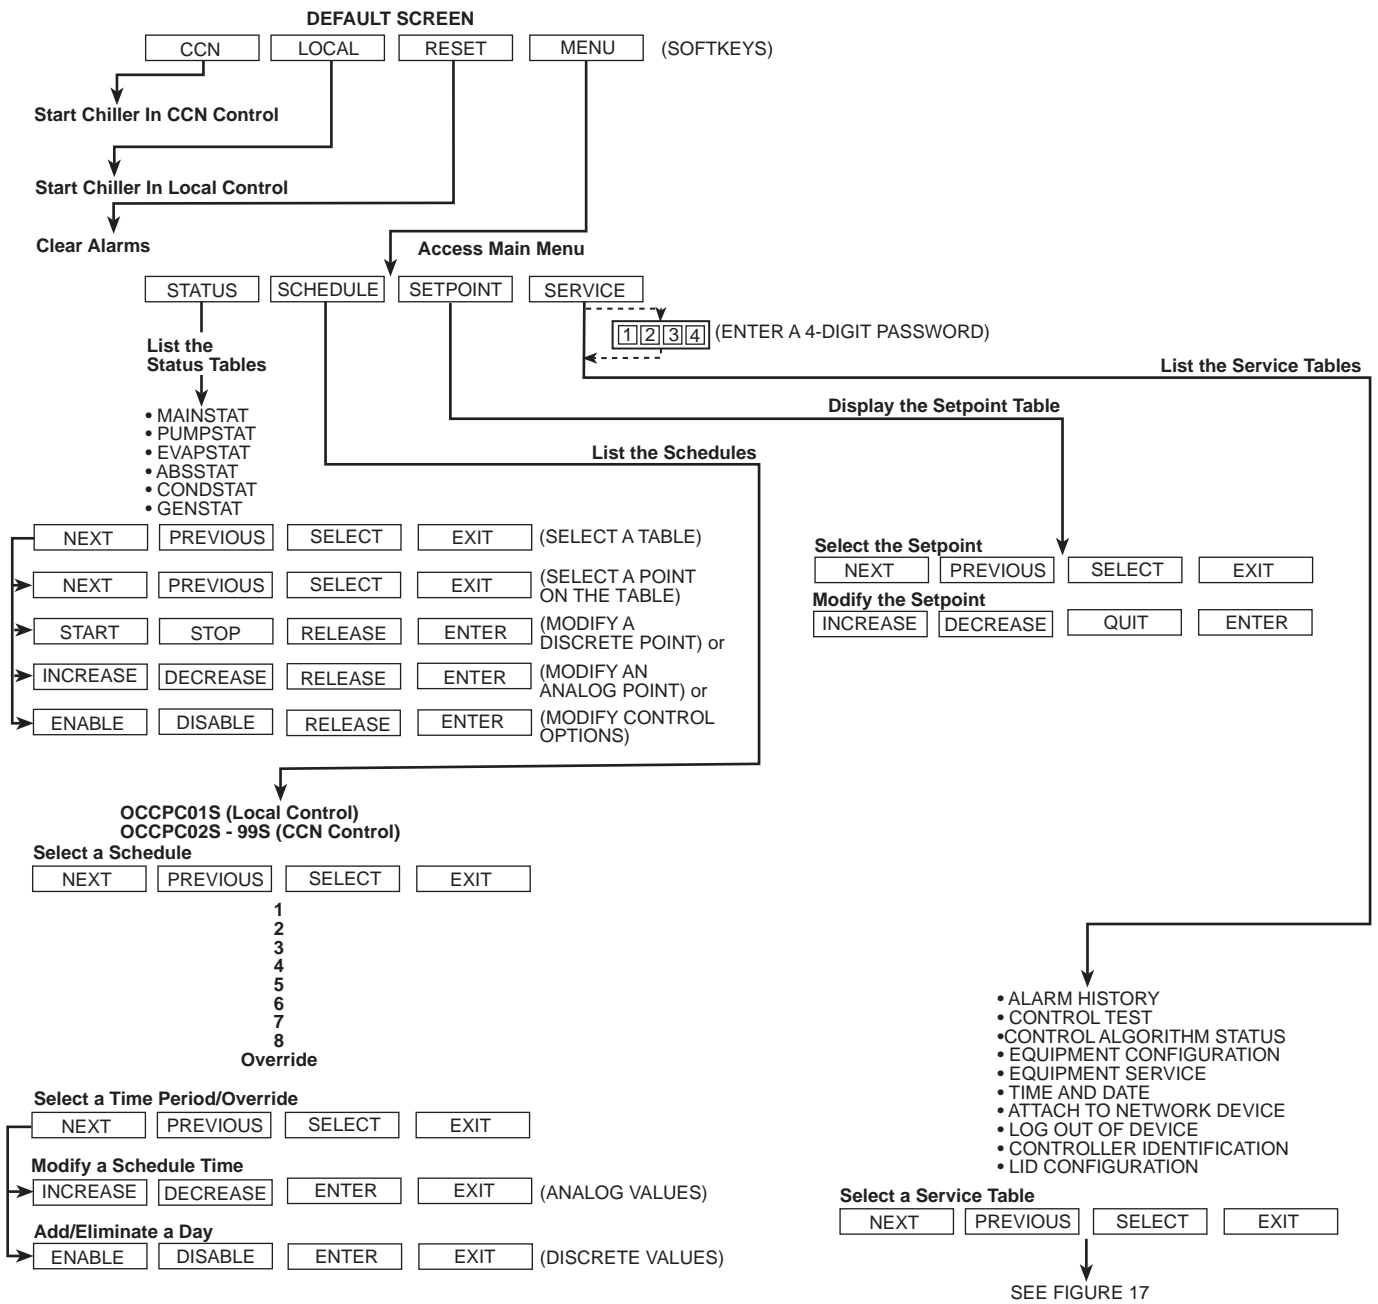 DEFAULT SCREEN
CCN LOCAL RESET MENU (SOFTKEYS)
Start Chiller In CCN Control
Start Chiller In Local Control
Clear Alarms
Access Main Menu
STATUS SCHEDULE SETPOINT SERVICE
1 2 3 4 (ENTER A 4-DIGIT PASSWORD)
List the
Status Tables
• MAINSTAT
• PUMPSTAT
• EVAPSTAT
• ABSSTAT
• CONDSTAT
• GENSTAT
List the Service Tables
Display the Setpoint Table
List the Schedules
NEXT PREVIOUS SELECT EXIT (SELECT A TABLE)
NEXT PREVIOUS SELECT EXIT (SELECT A POINT
ON THE TABLE)
START STOP RELEASE ENTER (MODIFY A
DISCRETE POINT) or
INCREASE DECREASE RELEASE ENTER (MODIFY AN
ANALOG POINT) or
ENABLE DISABLE RELEASE ENTER (MODIFY CONTROL
OPTIONS)
Select the Setpoint
NEXT PREVIOUS SELECT EXIT
Modify the Setpoint
INCREASE DECREASE QUIT ENTER
OCCPC01S (Local Control)
OCCPC02S - 99S (CCN Control)
Select a Schedule
NEXT PREVIOUS SELECT EXIT
1
2
3
4
5
6
7
8
Override
Select a Time Period/Override
NEXT PREVIOUS SELECT EXIT
Modify a Schedule Time
INCREASE DECREASE ENTER EXIT (ANALOG VALUES)
Add/Eliminate a Day
ENABLE DISABLE ENTER EXIT (DISCRETE VALUES)
• ALARM HISTORY
• CONTROL TEST
•CONTROL ALGORITHM STATUS
• EQUIPMENT CONFIGURATION
• EQUIPMENT SERVICE
• TIME AND DATE
• ATTACH TO NETWORK DEVICE
• LOG OUT OF DEVICE
• CONTROLLER IDENTIFICATION
• LID CONFIGURATION
Select a Service Table
NEXT PREVIOUS SELECT EXIT
SEE FIGURE 17